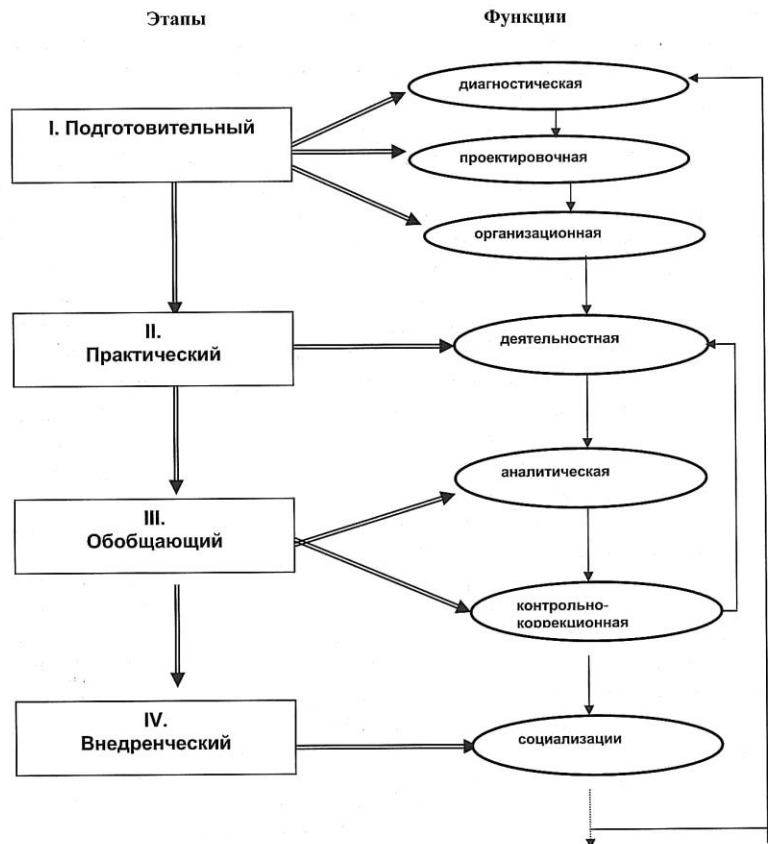 Этапы
Функции
диагностическая
I. Подготовительный
проектировочная
организационная
II.
Практический
деятельностная
аналитическая
III.
Обобщающий
контрольно-
коррекционная
IV.
Внедренческий
социализации